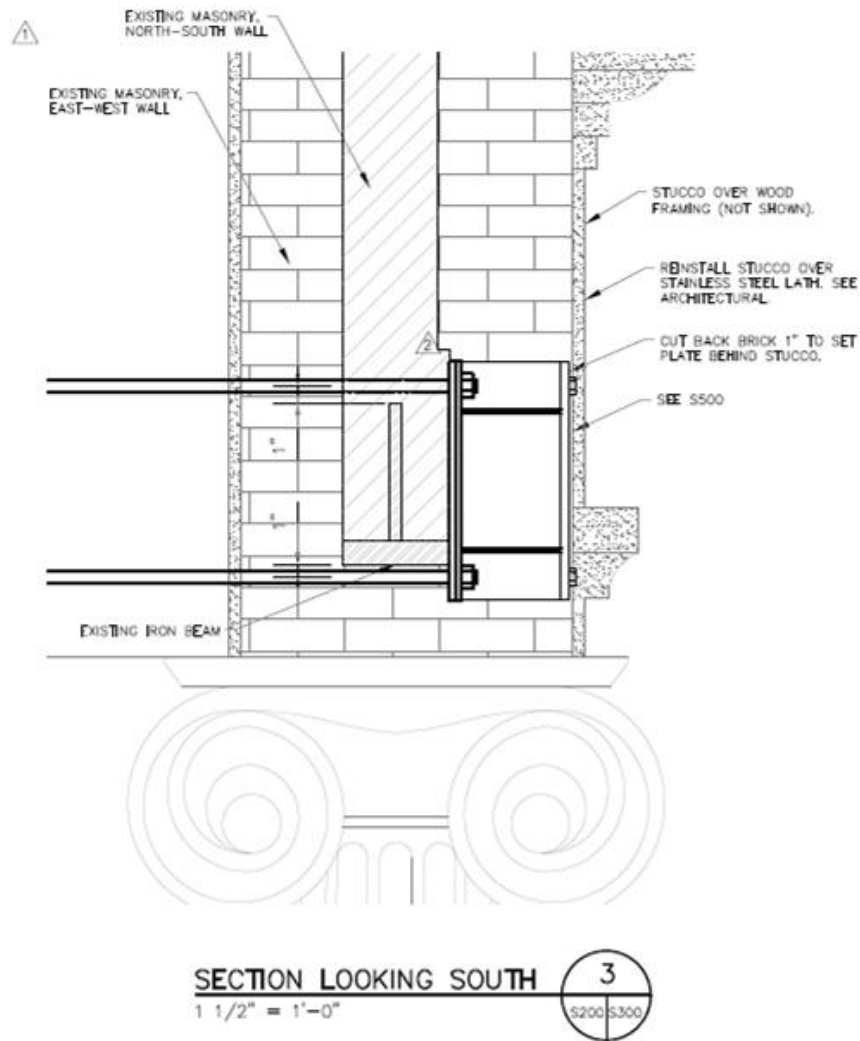 1
EXISTING MASONRY,
NORTH-SOUTH WALL
EXISTING MASONRY,
EAST-WEST WALL
STUCCO OVER WOOD
FRAMING (NOT SHOWN).
REINSTALL STUCCO OVER
STAINLESS STEEL LATH. SEE
ARCHITECTURAL.
2
CUT BACK BRICK 1" TO SET
PLATE BEHIND STUCCO.
SEE S500
1"
1"
EXISTING IRON BEAM
SECTION LOOKING SOUTH
1 1/2" = 1'-0"
3
S200 S300